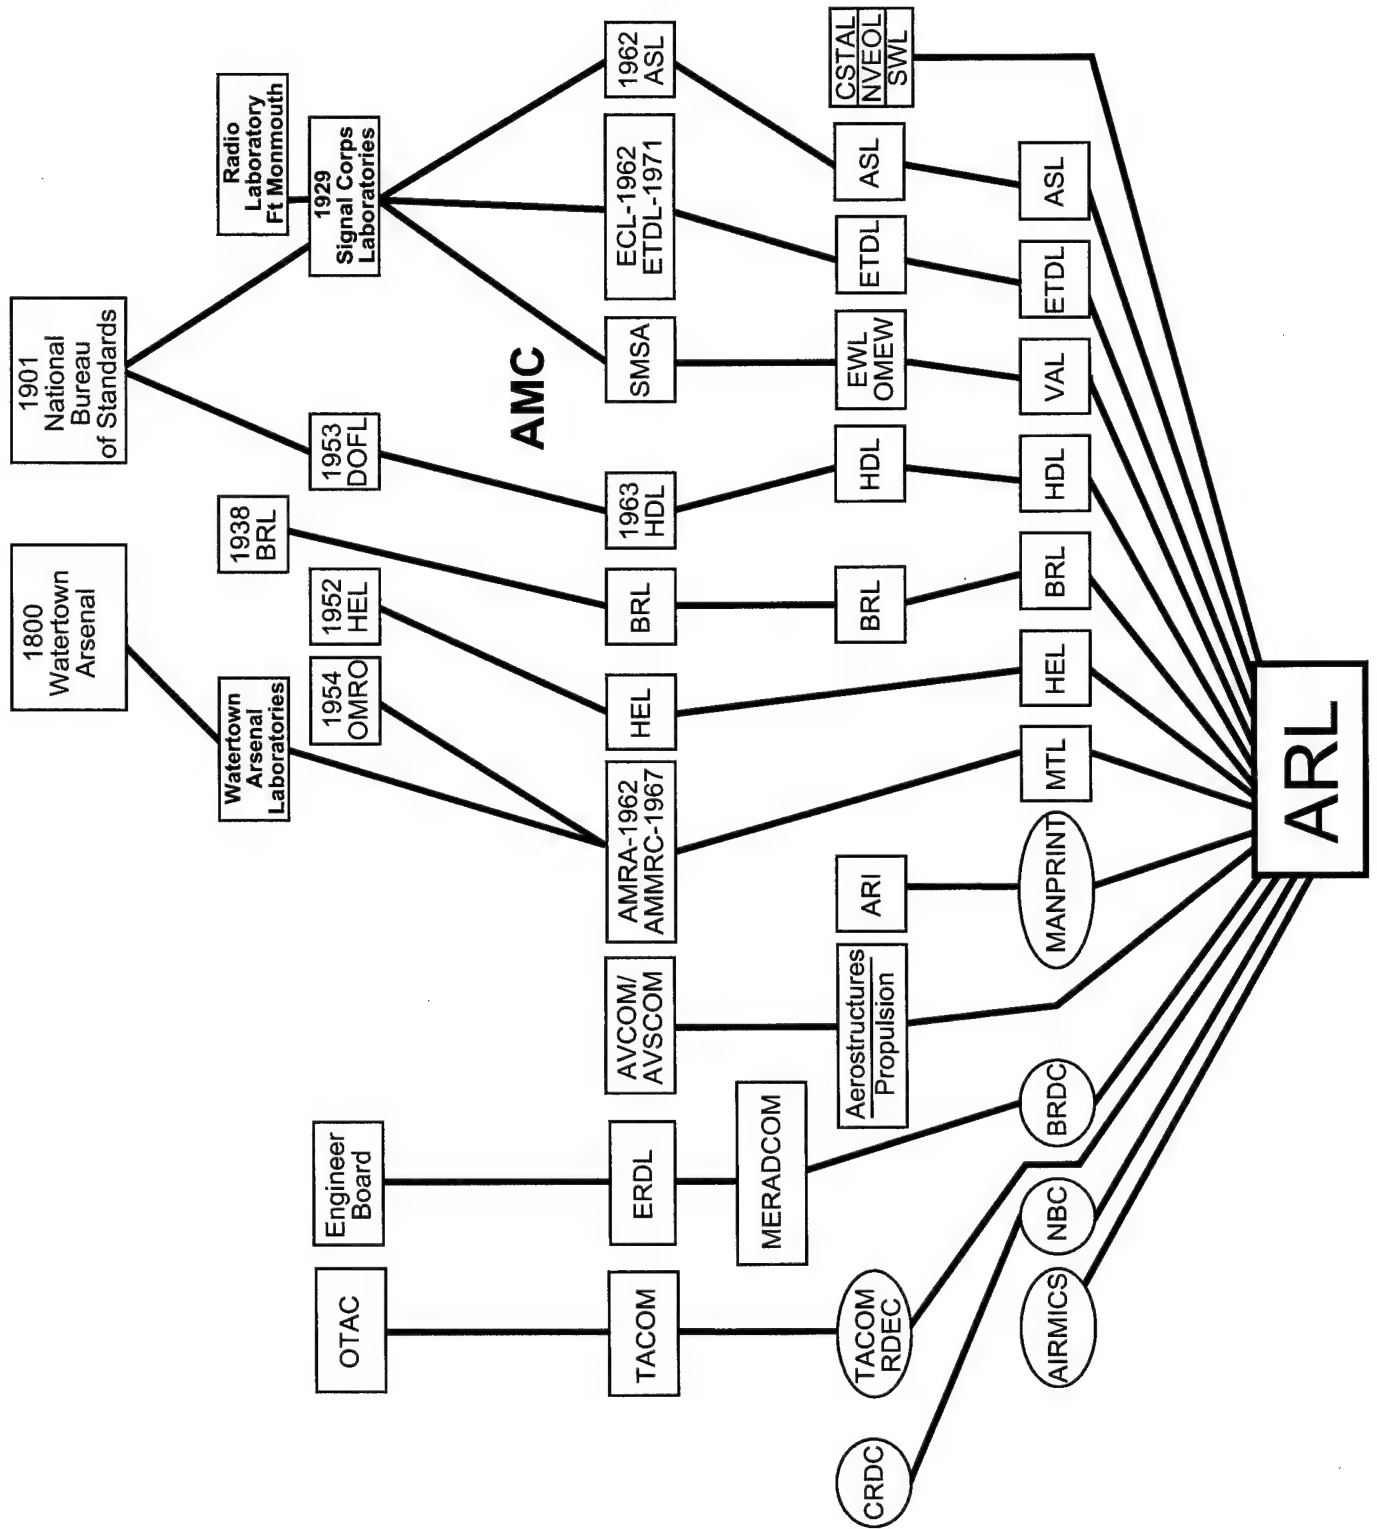 1800
Watertown
Arsenal
1901
National
Bureau
of Standards
Watertown
Arsenal
Laboratories
1938
BRL
Radio
Laboratory
Ft Monmouth
OTAC
Engineer
Board
1954
OMRO
1952
HEL
1953
DOFL
1929
Signal Corps
Laboratories
AMC
TACOM
ERDL
AVCOM/
AVSCOM
AMRA-1962
AMMRC-1967
HEL
BRL
1963
HDL
SMSA
ECL-1962
ETDL-1971
1962
ASL
MERADCOM
CRDC
TACOM
RDEC
Aerostructures
Propulsion
ARI
BRL
HDL
EWL
OMEW
ETDL
ASL
CSTAL
NVEOL
SWL
AIRMICS
NBC
BRDC
MANPRINT
MTL
HEL
BRL
HDL
VAL
ETDL
ASL
ARL